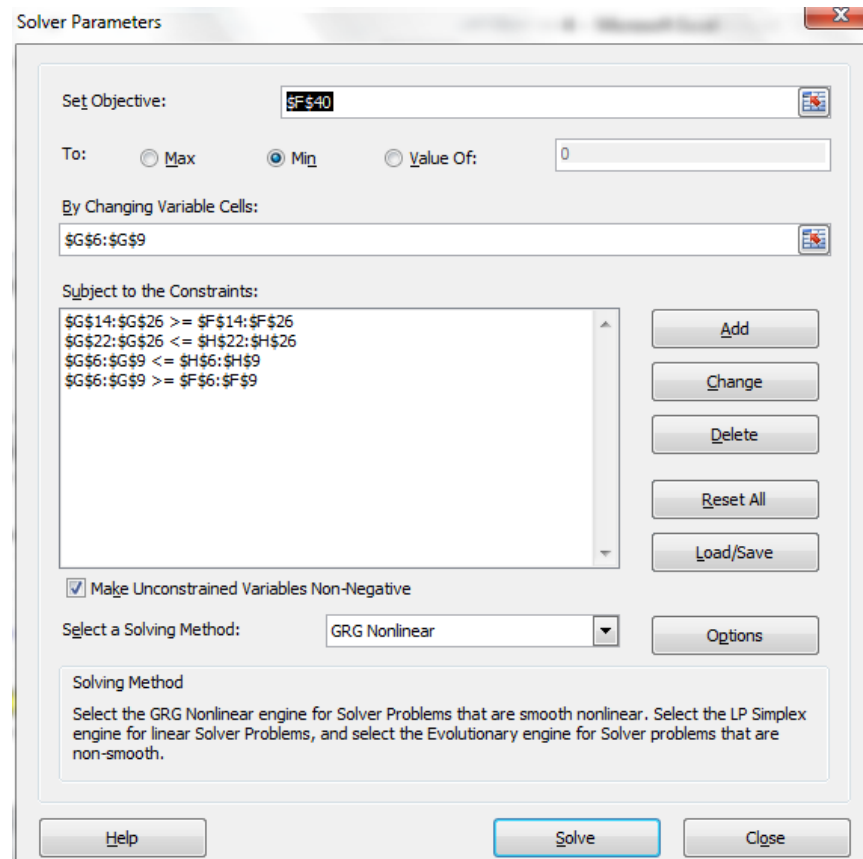 Solver Parameters
Set Objective:
$F$40
To:
Max
Min
Value Of:
0
By Changing Variable Cells:
$G$6:$G$9
Subject to the Constraints:
$G$14:$G$26 >= $F$14:$F$26
$G$22:$G$26 <= $H$22:$H$26
$G$6:$G$9 <= $H$6:$H$9
$G$6:$G$9 >= $F$6:$F$9
Add
Change
Delete
Reset All
Load/Save
Make Unconstrained Variables Non-Negative
Select a Solving Method:
GRG Nonlinear
Options
Solving Method
Select the GRG Nonlinear engine for Solver Problems that are smooth nonlinear. Select the LP Simplex
engine for linear Solver Problems, and select the Evolutionary engine for Solver problems that are
non-smooth.
Help
Solve
Close